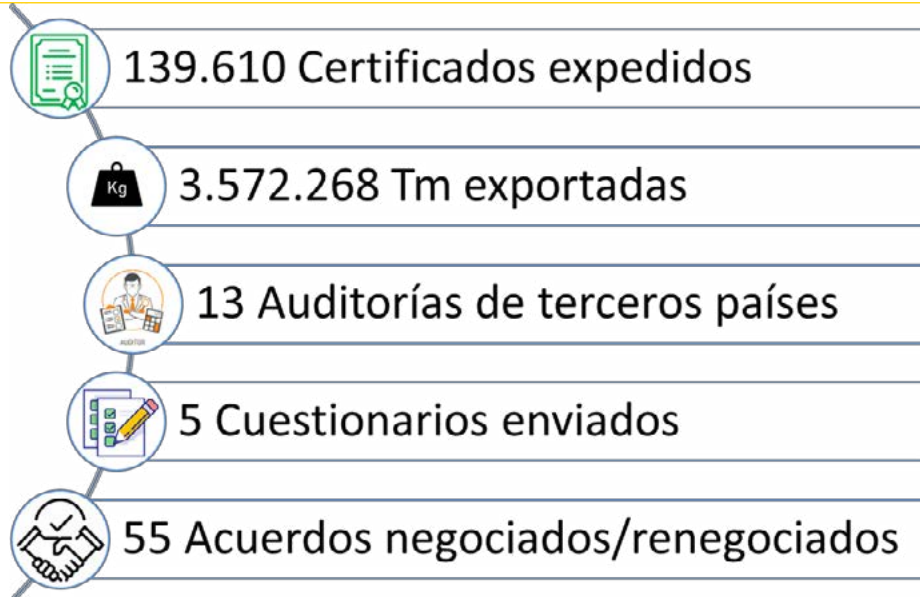 139.610 Certificados expedidos
Kg
3.572.268 Tm exportadas
13 Auditorías de terceros países
AUDITOR
5 Cuestionarios enviados
55 Acuerdos negociados/renegociados